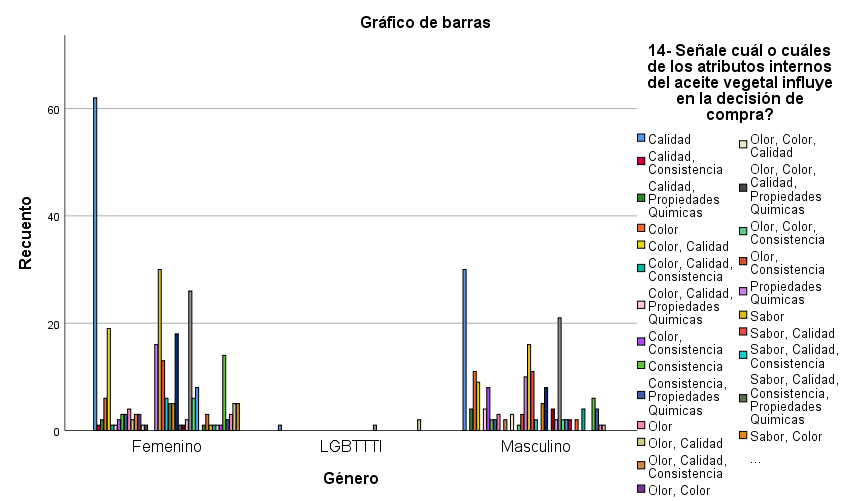 Gráfico de barras
Recuento
60
40
20
0
Femenino
LGBTTTI
Masculino
Género
14- Señale cuál o cuáles
de los atributos internos
del aceite vegetal influye
en la decisión de
compra?
Calidad
Calidad,
Consistencia
Calidad,
Propiedades
Quimicas
Color
Color, Calidad
Color, Calidad,
Consistencia
Color, Calidad,
Propiedades
Quimicas
Color,
Consistencia
Consistencia
Consistencia,
Propiedades
Quimicas
Olor
Olor, Calidad
Olor, Calidad,
Consistencia
Olor, Color
Olor, Color,
Calidad
Olor, Color,
Calidad,
Propiedades
Quimicas
Olor, Color,
Consistencia
Olor,
Consistencia
Propiedades
Quimicas
Sabor
Sabor, Calidad
Sabor, Calidad,
Consistencia
Sabor, Calidad,
Consistencia,
Propiedades
Quimicas
Sabor, Color
...